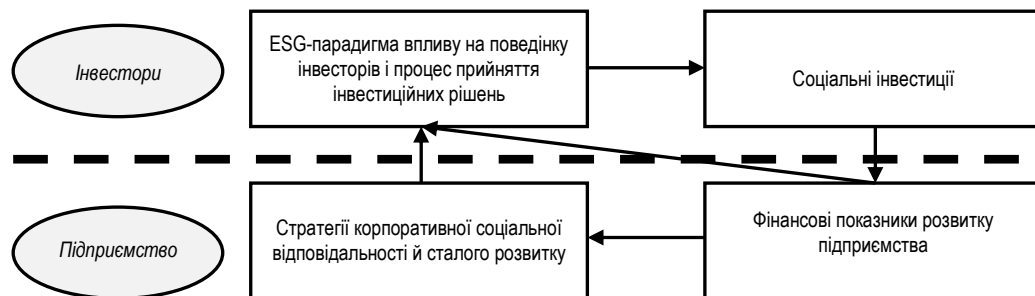 Інвестори
ESG-парадигма впливу на поведінку
інвесторів і процес прийняття
інвестиційних рішень
Соціальні інвестиції
Підприємство
Стратегії корпоративної соціальної
відповідальності й сталого розвитку
Фінансові показники розвитку
підприємства